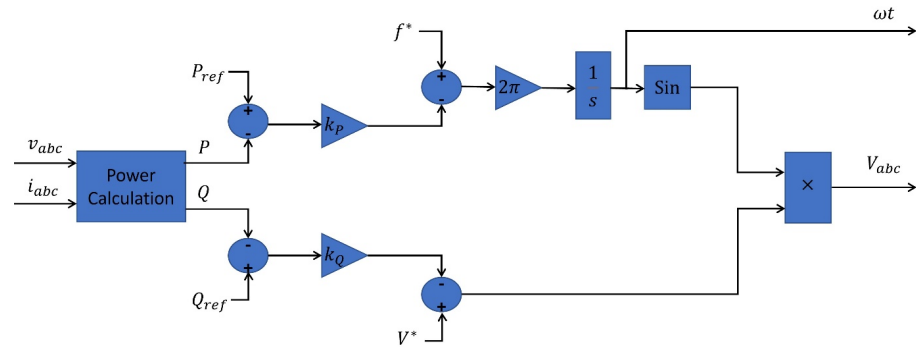 f*
ωt
P_ref
+
-
+
-
k_P
2π
1
s
Sin
v_abc
i_abc
Power
Calculation
P
Q
×
V_abc
-
+
k_Q
Q_ref
-
+
V*